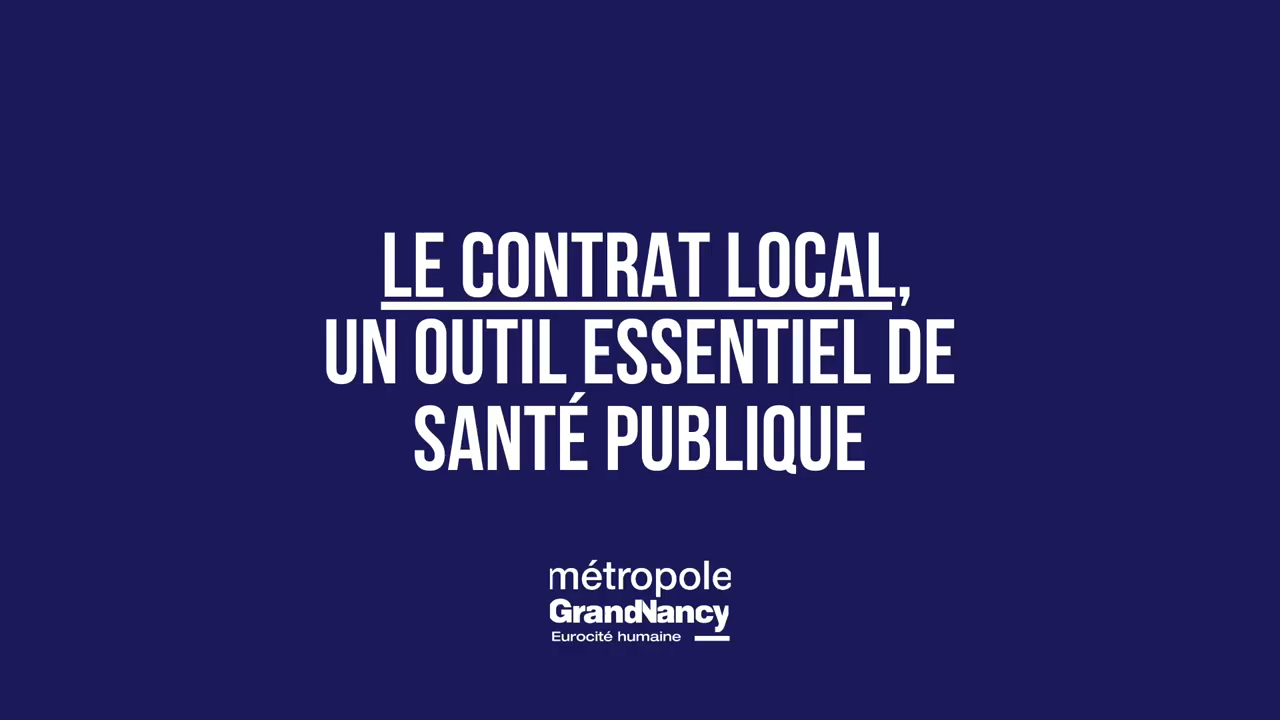 LE CONTRAT LOCAL,
UN OUTIL ESSENTIEL DE
SANTÉ PUBLIQUE
métropole
GrandNancy
Eurocité humaine